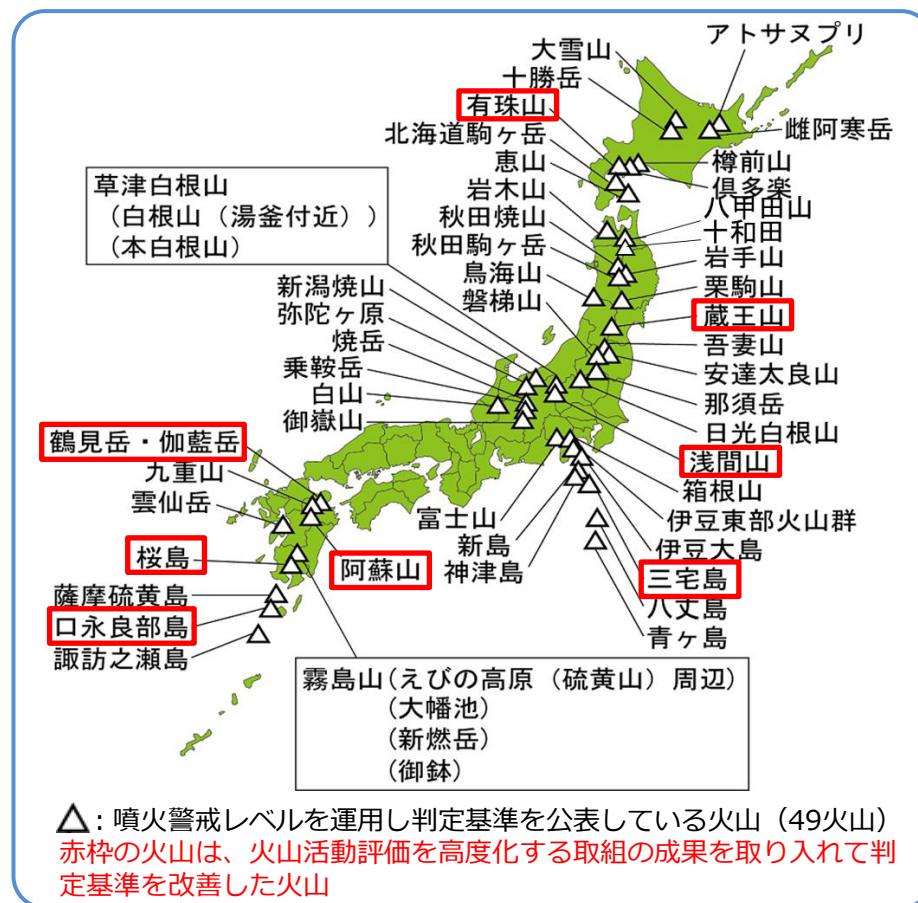 アトサヌプリ
大雪山
十勝岳
有珠山
北海道駒ヶ岳
雌阿寒岳
恵山
樽前山
倶多楽
岩木山
八甲田山
草津白根山
（白根山（湯釜付近））
（本白根山）
秋田焼山
十和田
秋田駒ヶ岳
岩手山
鳥海山
栗駒山
新潟焼山
磐梯山
蔵王山
弥陀ヶ原
吾妻山
焼岳
安達太良山
乗鞍岳
那須岳
白山
日光白根山
御嶽山
鶴見岳・伽藍岳
浅間山
九重山
箱根山
雲仙岳
富士山
伊豆東部火山群
新島
伊豆大島
桜島
阿蘇山
神津島
三宅島
薩摩硫黄島
八丈島
口永良部島
青ヶ島
諏訪之瀬島
霧島山（えびの高原（硫黄山）周辺）
（大幡池）
（新燃岳）
（御鉢）
△：噴火警戒レベルを運用し判定基準を公表している火山（49火山）
赤枠の火山は、火山活動評価を高度化する取組の成果を取り入れて判
定基準を改善した火山